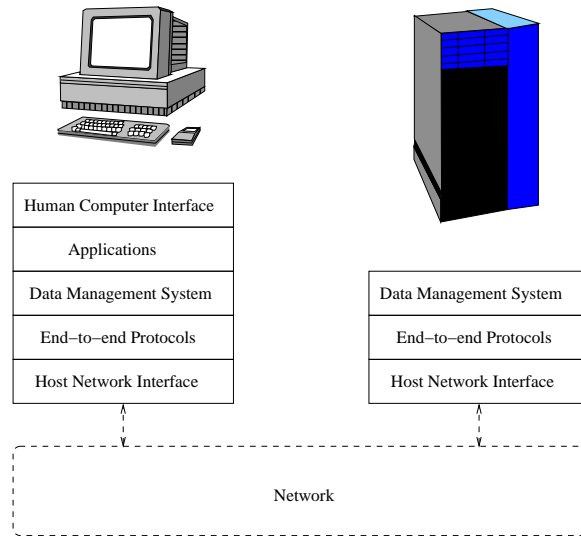 Human Computer Interface
Applications
Data Management System
End−to−end Protocols
Host Network Interface
Data Management System
End−to−end Protocols
Host Network Interface
Network